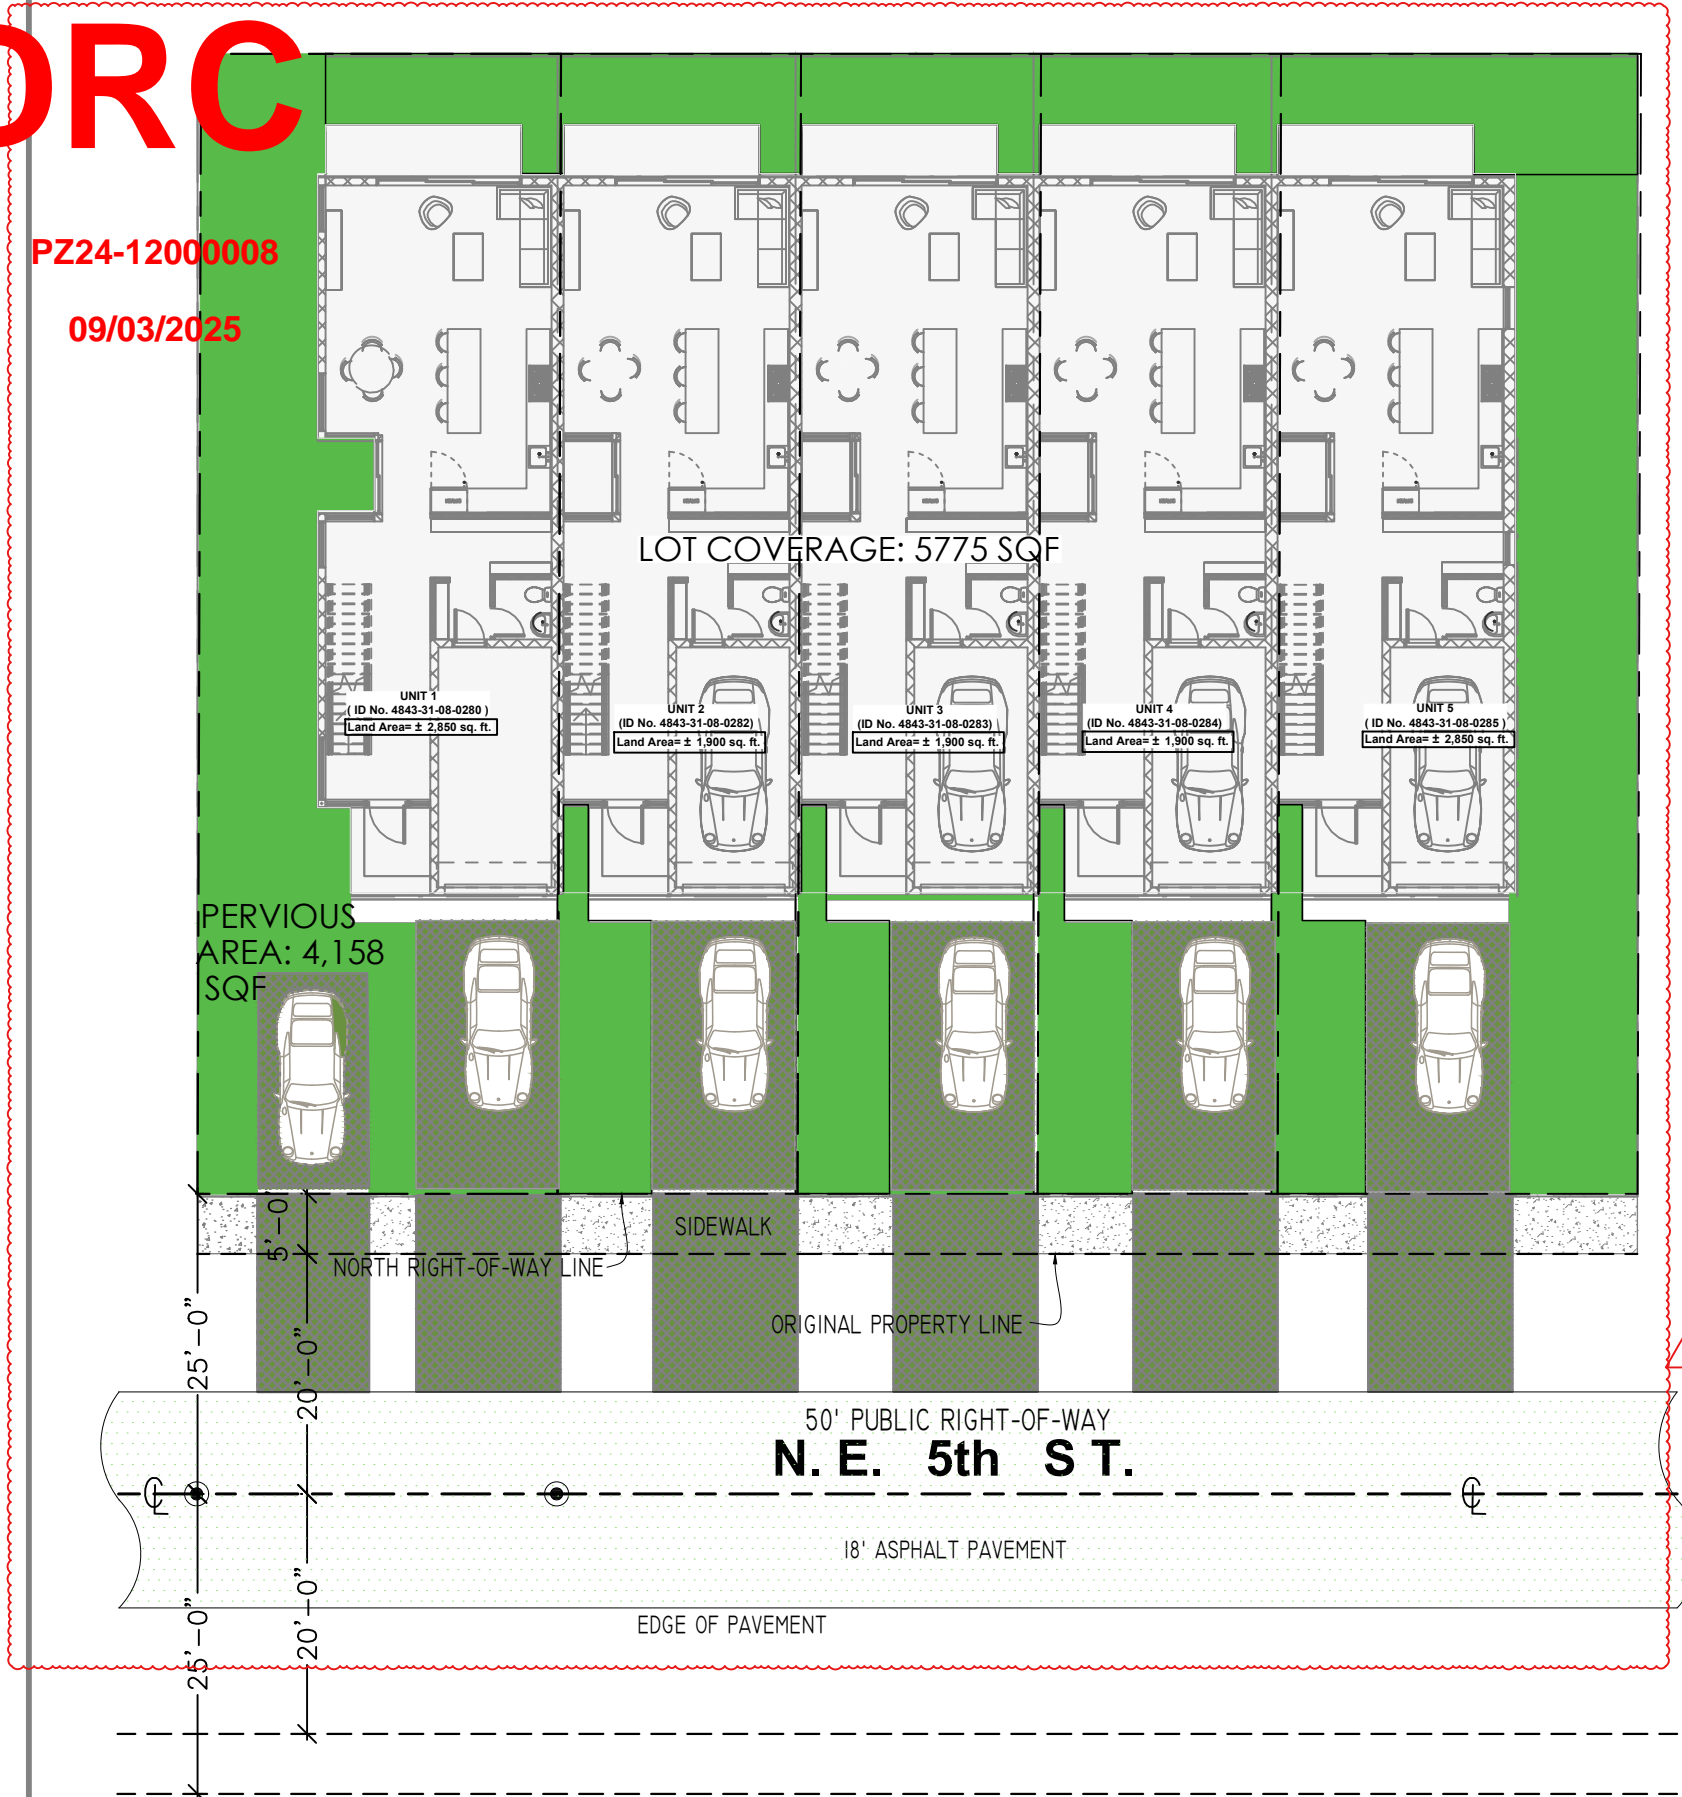 DRC
PZ24-12000008
09/03/2025
LOT COVERAGE: 5775 SQF
UNIT 1
( ID No. 4843-31-08-0280 )
Land Area= ± 2,850 sq. ft.
UNIT 2
(ID No. 4843-31-08-0282)
Land Area= ± 1,900 sq. ft.
UNIT 3
(ID No. 4843-31-08-0283)
Land Area= ± 1,900 sq. ft.
UNIT 4
(ID No. 4843-31-08-0284)
Land Area= ± 1,900 sq. ft.
UNIT 5
( ID No. 4843-31-08-0285 )
Land Area= ± 2,850 sq. ft.
PERVIOUS
AREA: 4,158
SQF
5'-0"
SIDEWALK
NORTH RIGHT-OF-WAY LINE
ORIGINAL PROPERTY LINE
25'-0"
20'-0"
50' PUBLIC RIGHT-OF-WAY
N. E. 5th ST.
18' ASPHALT PAVEMENT
EDGE OF PAVEMENT
25'-0"
20'-0"